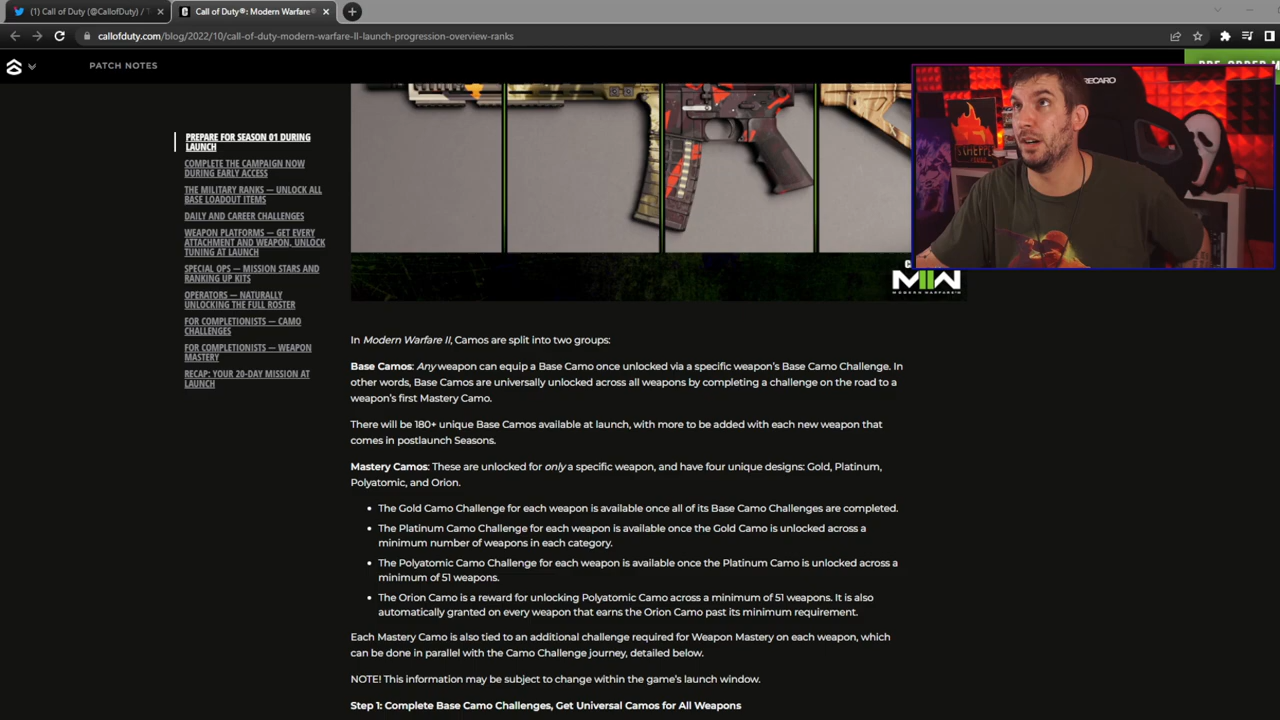 (1) Call of Duty (@CallofDuty) / T
Call of Duty®: Modern Warfare®
callofduty.com/blog/2022/10/call-of-duty-modern-warfare-II-launch-progression-overview-ranks
PATCH NOTES
RECARO
PREPARE FOR SEASON 01 DURING
LAUNCH
COMPLETE THE CAMPAIGN NOW
DURING EARLY ACCESS
THE MILITARY RANKS — UNLOCK ALL
BASE LOADOUT ITEMS
DAILY AND CAREER CHALLENGES
WEAPON PLATFORMS — GET EVERY
ATTACHMENT AND WEAPON, UNLOCK
TUNING AT LAUNCH
SPECIAL OPS — MISSION STARS AND
RANKING UP KITS
OPERATORS — NATURALLY
UNLOCKING THE FULL ROSTER
FOR COMPLETIONISTS — CAMO
CHALLENGES
FOR COMPLETIONISTS — WEAPON
MASTERY
RECAP: YOUR 20-DAY MISSION AT
LAUNCH
MWII
MODERN WARFARE II
In Modern Warfare II, Camos are split into two groups:
Base Camos: Any weapon can equip a Base Camo once unlocked via a specific weapon's Base Camo Challenge. In
other words, Base Camos are universally unlocked across all weapons by completing a challenge on the road to a
weapon's first Mastery Camo.
There will be 180+ unique Base Camos available at launch, with more to be added with each new weapon that
comes in postlaunch Seasons.
Mastery Camos: These are unlocked for only a specific weapon, and have four unique designs: Gold, Platinum,
Polyatomic, and Orion.
• The Gold Camo Challenge for each weapon is available once all of its Base Camo Challenges are completed.
• The Platinum Camo Challenge for each weapon is available once the Gold Camo is unlocked across a
minimum number of weapons in each category.
• The Polyatomic Camo Challenge for each weapon is available once the Platinum Camo is unlocked across a
minimum of 51 weapons.
• The Orion Camo is a reward for unlocking Polyatomic Camo across a minimum of 51 weapons. It is also
automatically granted on every weapon that earns the Orion Camo past its minimum requirement.
Each Mastery Camo is also tied to an additional challenge required for Weapon Mastery on each weapon, which
can be done in parallel with the Camo Challenge journey, detailed below.
NOTE! This information may be subject to change within the game's launch window.
Step 1: Complete Base Camo Challenges, Get Universal Camos for All Weapons